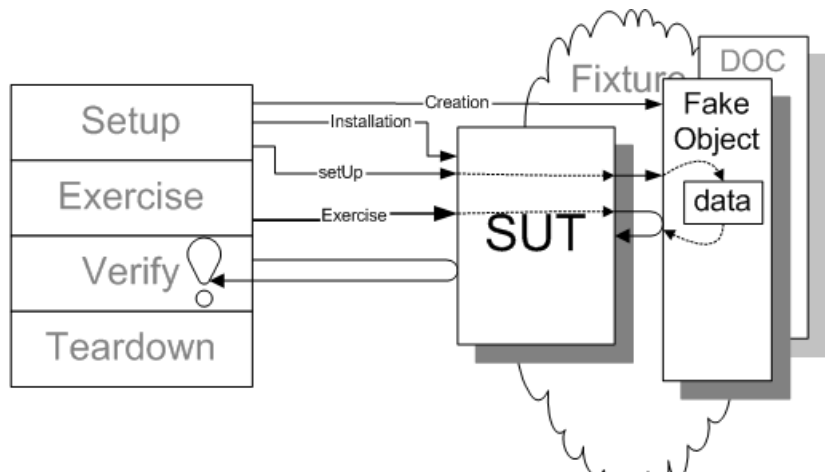 Setup
Exercise
Verify
Teardown
Creation
Installation
setUp
Exercise
SUT
Fixture
DOC
Fake
Object
data